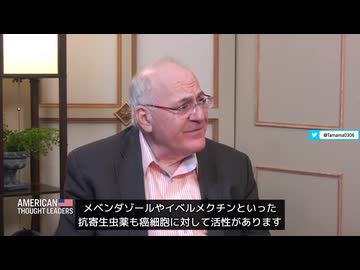 @Tamama0306
AMERICAN
THOUGHT LEADERS
メベンダゾールやイベルメクチンといった
抗寄生虫薬も癌細胞に対して活性があります